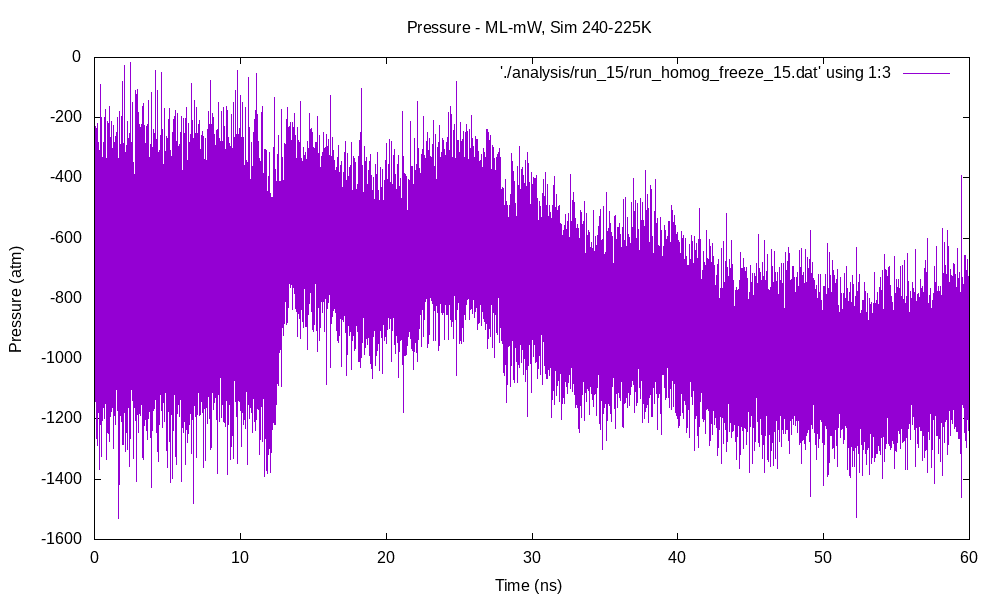 Pressure - ML-mW, Sim 240-225K
'./analysis/run_15/run_homog_freeze_15.dat' using 1:3
Pressure (atm)
0
-200
-400
-600
-800
-1000
-1200
-1400
-1600
0 10 20 30 40 50 60
Time (ns)